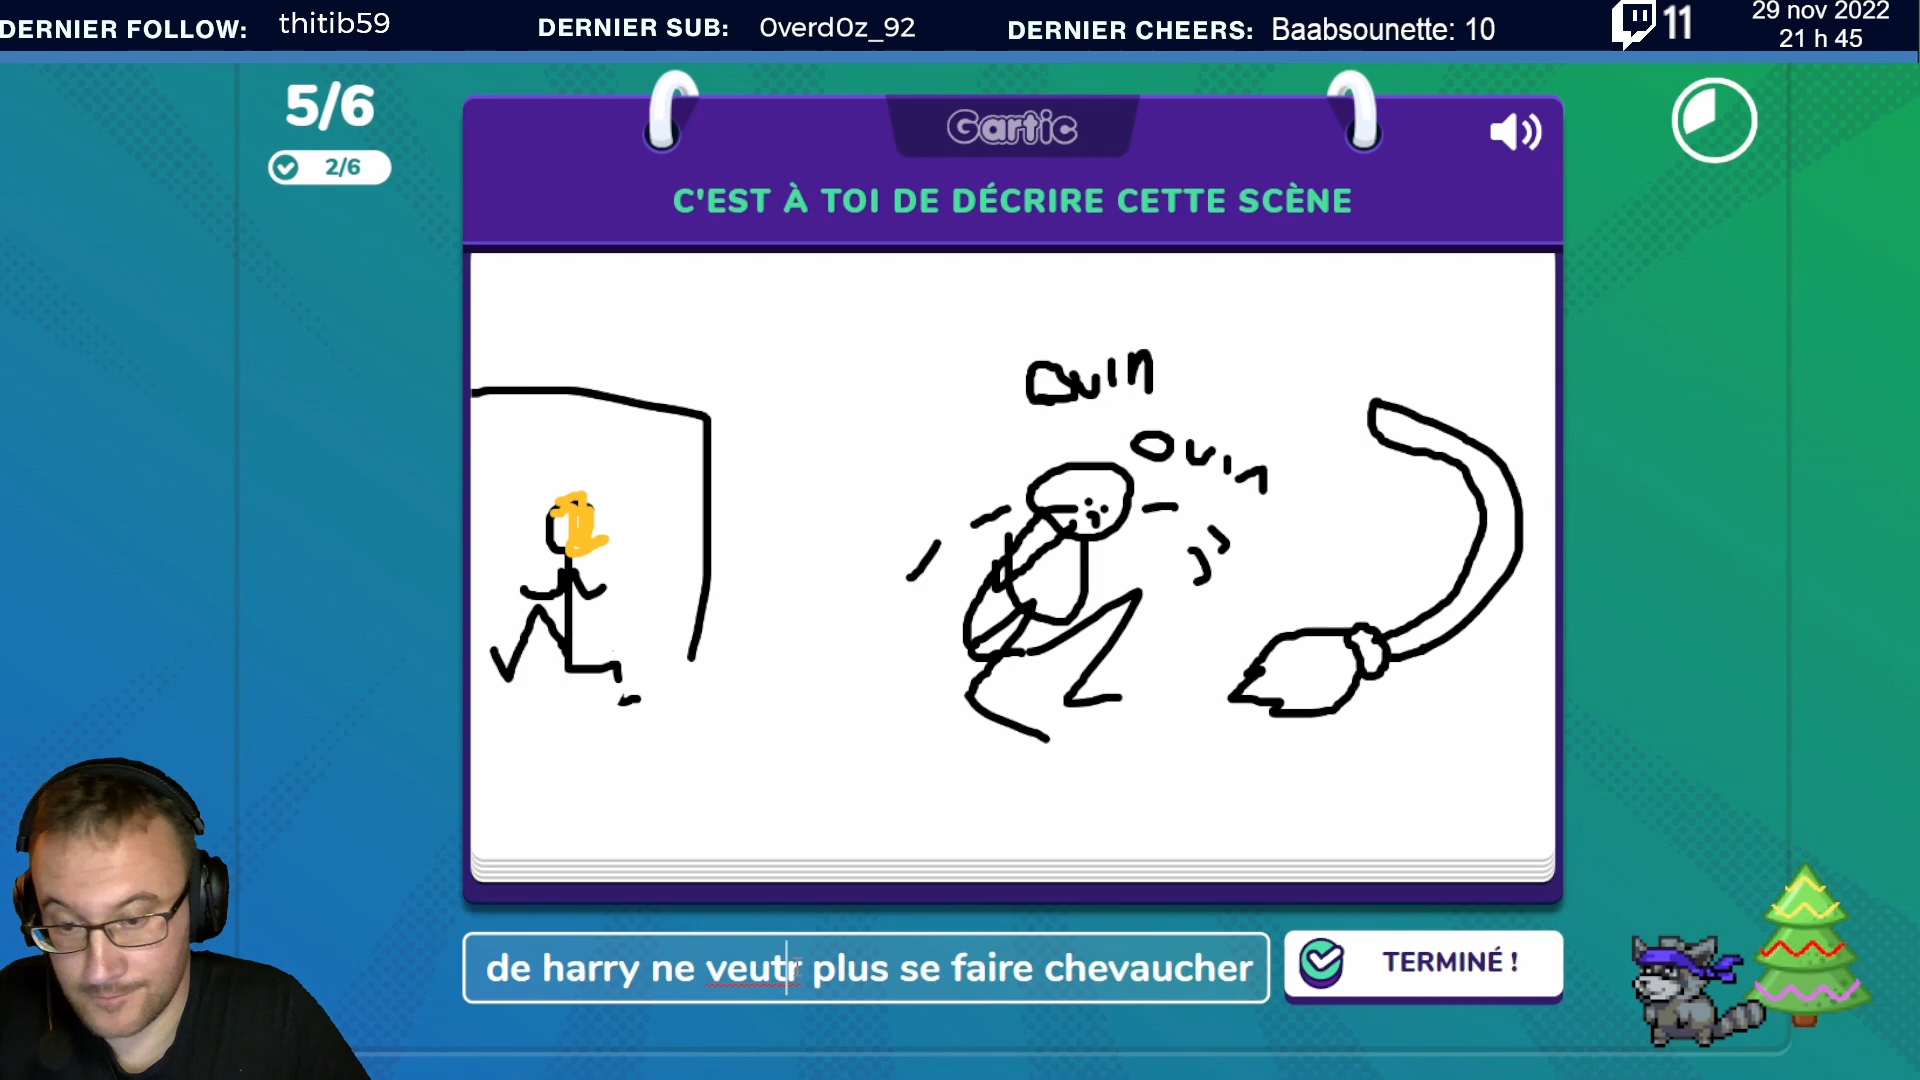 DERNIER FOLLOW: thitib59 DERNIER SUB: 0verd0z_92 DERNIER CHEERS: Baabsounette: 10 11 29 nov 2022
21 h 45
5/6
2/6
Gartic
C'EST À TOI DE DÉCRIRE CETTE SCÈNE
OUIN
OUIN
de harry ne veutr plus se faire chevaucher
TERMINÉ !